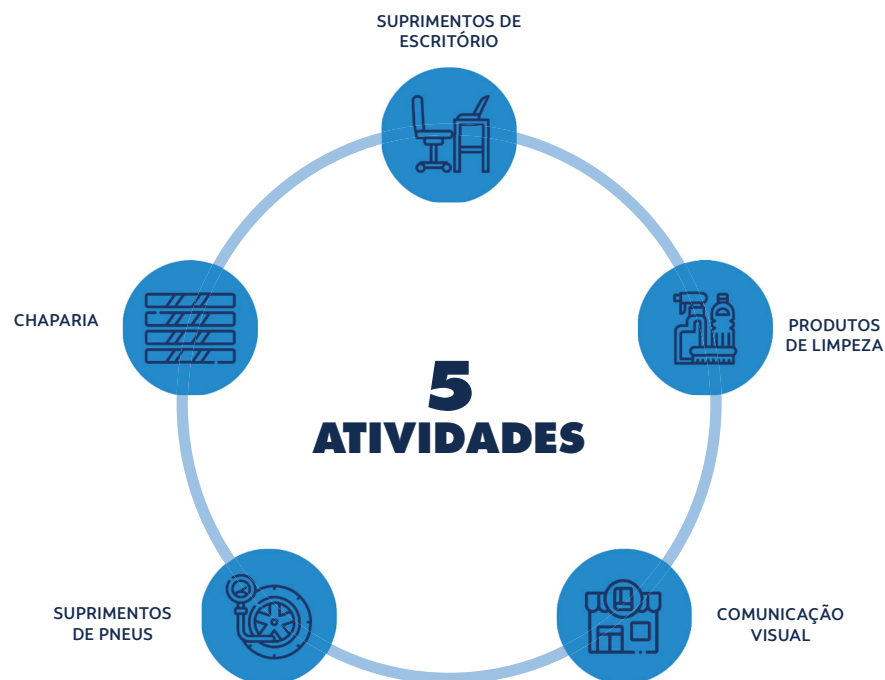 SUPRIMENTOS DE
ESCRITÓRIO
CHAPARIA
PRODUTOS
DE LIMPEZA
5
ATIVIDADES
SUPRIMENTOS
DE PNEUS
COMUNICAÇÃO
VISUAL